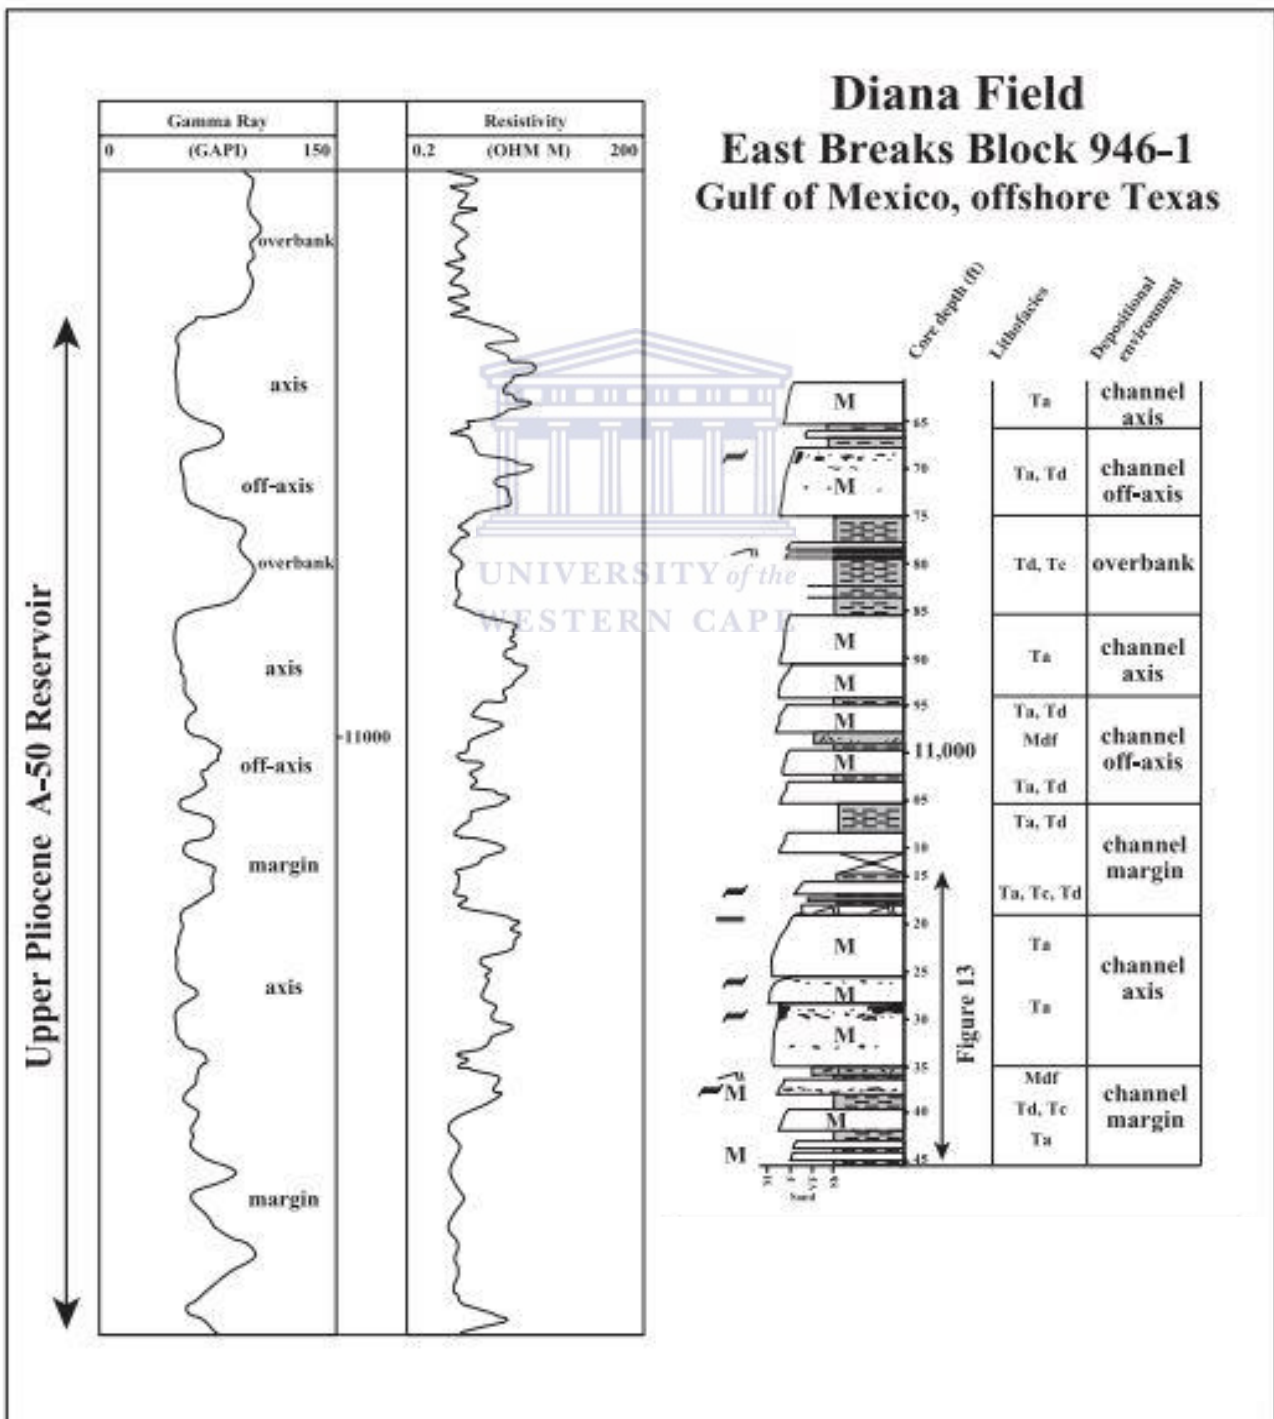 Diana Field
East Breaks Block 946-1
Gulf of Mexico, offshore Texas
Gamma Ray
0 (GAPI) 150
Resistivity
0.2 (OHM M) 200
Upper Pliocene A-50 Reservoir
overbank
axis
off-axis
overbank
axis
11000
off-axis
margin
axis
margin
UNIVERSITY of the
WESTERN CAPE
Core depth (ft)
Lithofacies
Depositional
environment
M
65
Ta
channel
axis
70
M
75
Ta, Td
channel
off-axis
80
85
Td, Tc
overbank
M
90
M
Ta
channel
axis
95
M
11,000
M
05
Ta, Td
Mdf
Ta, Td
channel
off-axis
10
15
Ta, Td
Ta, Tc, Td
channel
margin
20
M
25
M
30
M
35
Ta
Ta
channel
axis
M
40
M
M
45
Mdf
Td, Tc
Ta
channel
margin
Figure 13
M
F
VF
Sh
Sand